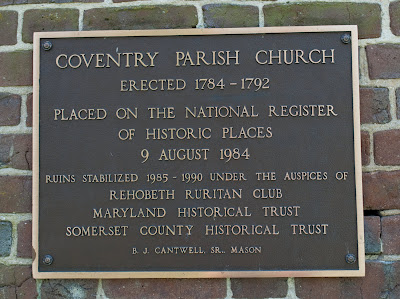 COVENTRY PARISH CHURCH
ERECTED 1784 – 1792
PLACED ON THE NATIONAL REGISTER
OF HISTORIC PLACES
9 AUGUST 1984
RUINS STABILIZED 1985 - 1990 UNDER THE AUSPICES OF
REHOBETH RURITAN CLUB
MARYLAND HISTORICAL TRUST
SOMERSET COUNTY HISTORICAL TRUST
B. J. CANTWELL, SR., MASON